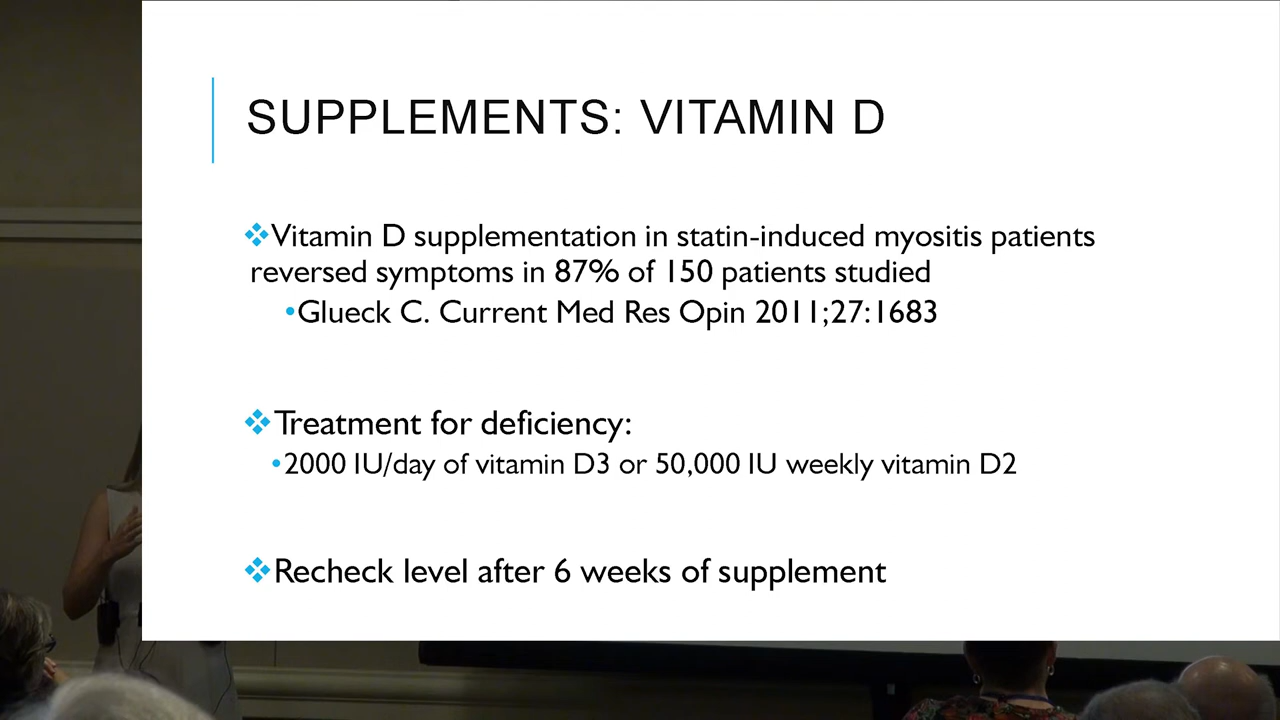 SUPPLEMENTS: VITAMIN D
❖Vitamin D supplementation in statin-induced myositis patients
reversed symptoms in 87% of 150 patients studied
•Glueck C. Current Med Res Opin 2011;27:1683
❖Treatment for deficiency:
•2000 IU/day of vitamin D3 or 50,000 IU weekly vitamin D2
❖Recheck level after 6 weeks of supplement